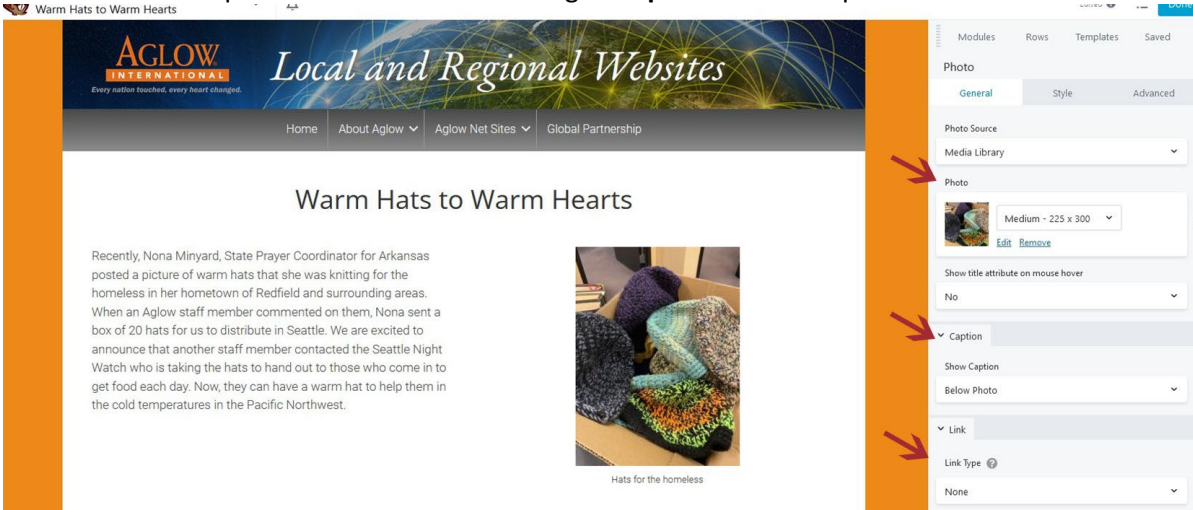 Warm Hats to Warm Hearts
Done
AGLOW
INTERNATIONAL
Every nation touched, every heart changed.
Local and Regional Websites
Home
About Aglow
Aglow Net Sites
Global Partnership
Warm Hats to Warm Hearts
Recently, Nona Minyard, State Prayer Coordinator for Arkansas
posted a picture of warm hats that she was knitting for the
homeless in her hometown of Redfield and surrounding areas.
When an Aglow staff member commented on them, Nona sent a
box of 20 hats for us to distribute in Seattle. We are excited to
announce that another staff member contacted the Seattle Night
Watch who is taking the hats to hand out to those who come in to
get food each day. Now, they can have a warm hat to help them in
the cold temperatures in the Pacific Northwest.
Hats for the homeless
Modules
Rows
Templates
Saved
Photo
General
Style
Advanced
Photo Source
Media Library
Photo
Medium - 225 x 300
Edit Remove
Show title attribute on mouse hover
No
Caption
Show Caption
Below Photo
Link
Link Type
None